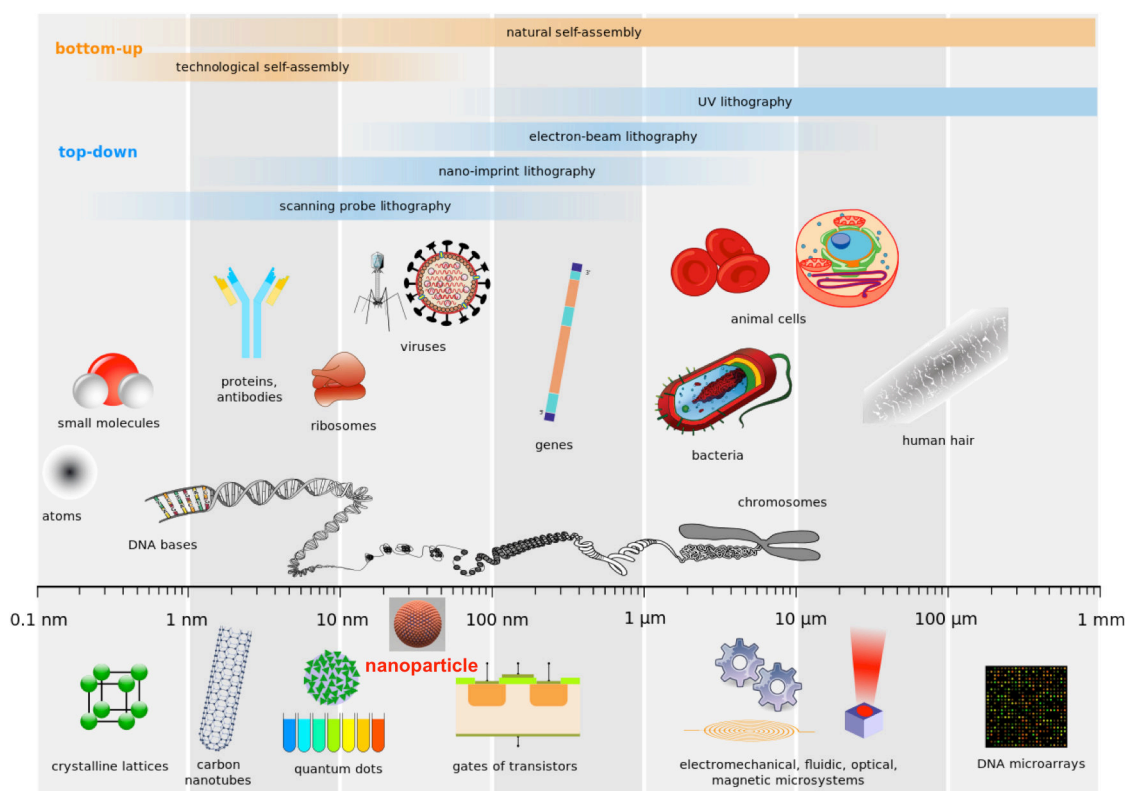 natural self-assembly
bottom-up
technological self-assembly
UV lithography
electron-beam lithography
top-down
nano-imprint lithography
scanning probe lithography
3'
animal cells
viruses
proteins,
antibodies
small molecules
ribosomes
5'
genes
human hair
bacteria
chromosomes
atoms
DNA bases
0.1 nm
1 nm
10 nm
100 nm
1 μm
10 μm
100 μm
1 mm
nanoparticle
crystalline lattices
carbon
nanotubes
quantum dots
gates of transistors
electromechanical, fluidic, optical,
magnetic microsystems
DNA microarrays